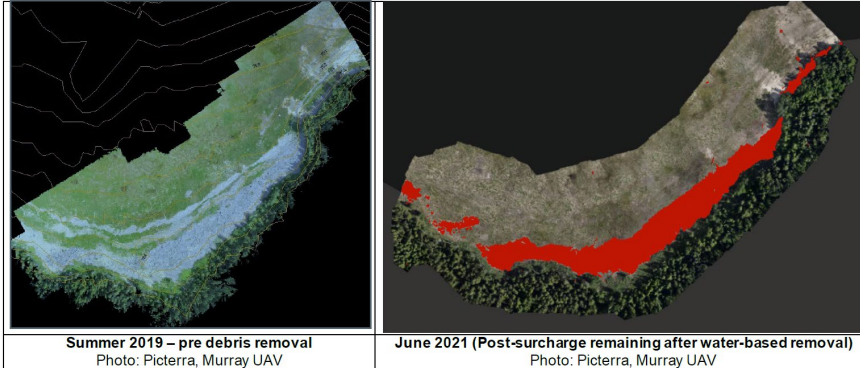 Summer 2019 – pre debris removal
Photo: Picterra, Murray UAV
June 2021 (Post-surcharge remaining after water-based removal)
Photo: Picterra, Murray UAV